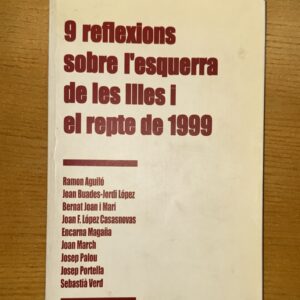 9 reflexions
sobre l'esquerra
de les Illes i
el repte de 1999
Ramon Aguiló
Joan Buades-Jordi López
Bernat Joan i Marí
Joan F. López Casasnovas
Encarna Magaña
Joan March
Josep Palou
Josep Portella
Sebastià Verd